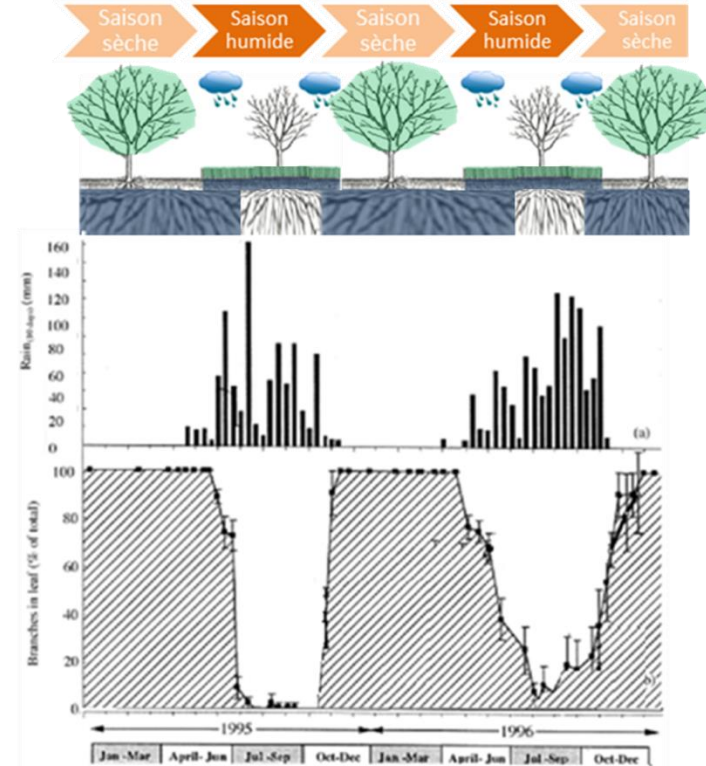 Saison
sèche
Saison
humide
Saison
sèche
Saison
humide
Saison
sèche
160
140
120
100
80
60
40
20
0
(mm)
Rain
(a)
100
80
60
40
20
0
Branches in leaf (% of total)
1995
1996
Jan -Mar
April- Jun
Jul -Sep
Oct-Dec
Jan -Mar
April- Jun
Jul -Sep
Oct-Dec